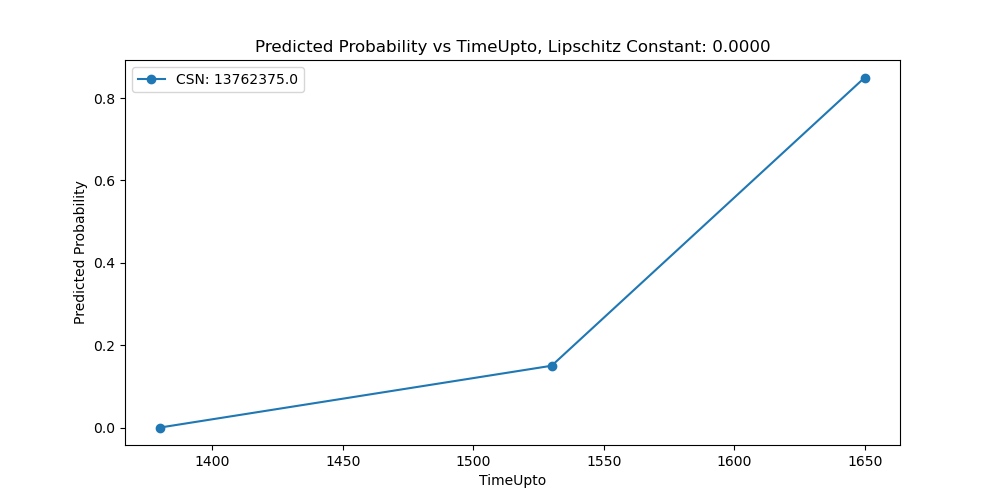 Predicted Probability vs TimeUpto, Lipschitz Constant: 0.0000
CSN: 13762375.0
Predicted Probability
0.8
0.6
0.4
0.2
0.0
1400 1450 1500 1550 1600 1650
TimeUpto